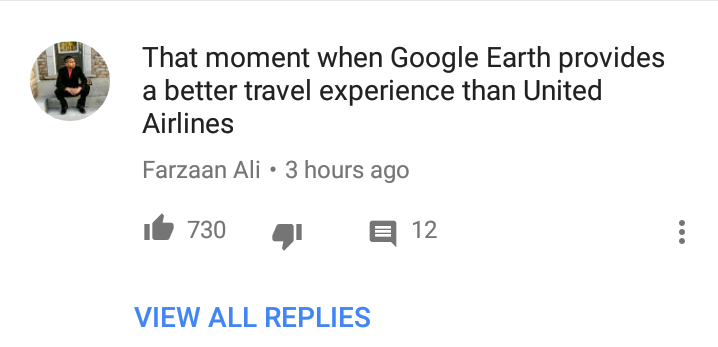 That moment when Google Earth provides
a better travel experience than United
Airlines
Farzaan Ali • 3 hours ago
730 12
VIEW ALL REPLIES